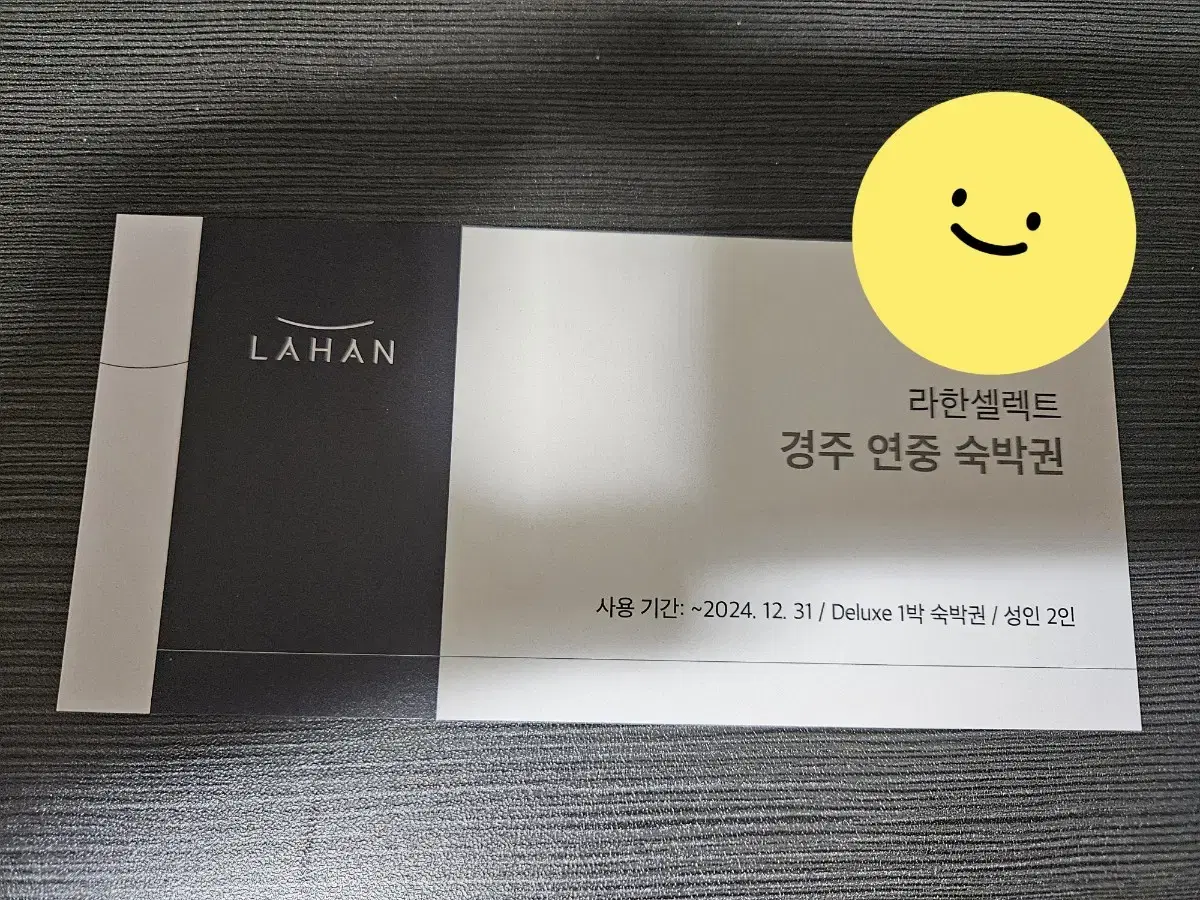 LAHAN
라한셀렉트
경주 연중 숙박권
사용 기간: ~2024. 12. 31 / Deluxe 1박 숙박권 / 성인 2인